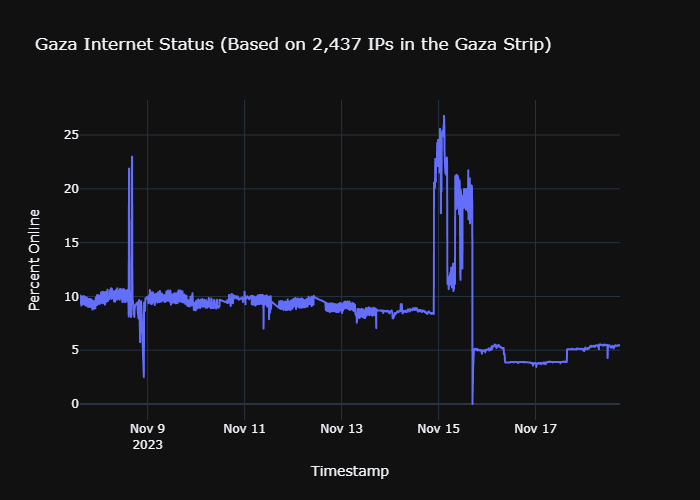 Gaza Internet Status (Based on 2,437 IPs in the Gaza Strip)
Percent Online
25
20
15
10
5
0
Nov 9
2023
Nov 11
Nov 13
Nov 15
Nov 17
Timestamp